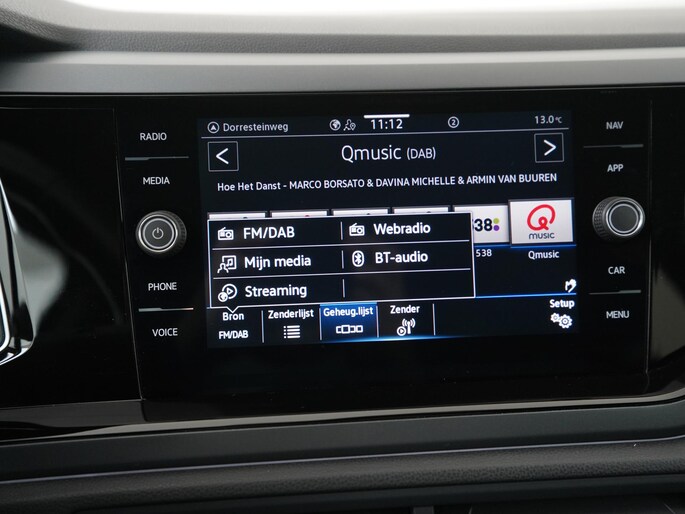 RADIO
MEDIA
PHONE
VOICE
Dorresteinweg 11:12 2 13.0°C
Qmusic (DAB)
Hoe Het Danst - MARCO BORSATO & DAVINA MICHELLE & ARMIN VAN BUUREN
FM/DAB Webradio
Mijn media BT-audio
Streaming
38:
538
Q
music
Qmusic
Bron
FM/DAB
Zenderlijst
Geheug.lijst
Zender
Setup
NAV
APP
CAR
MENU